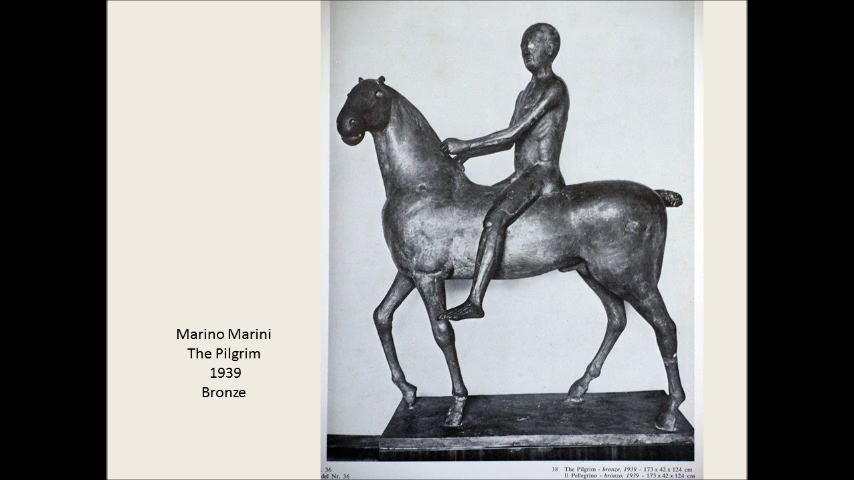 Marino Marini
The Pilgrim
1939
Bronze
36
del Nr. 36
38 The Pilgrim - bronze, 1939 - 173 x 42 x 124 cm
Il Pellegrino - bronzo, 1939 - 173 x 42 x 124 cm